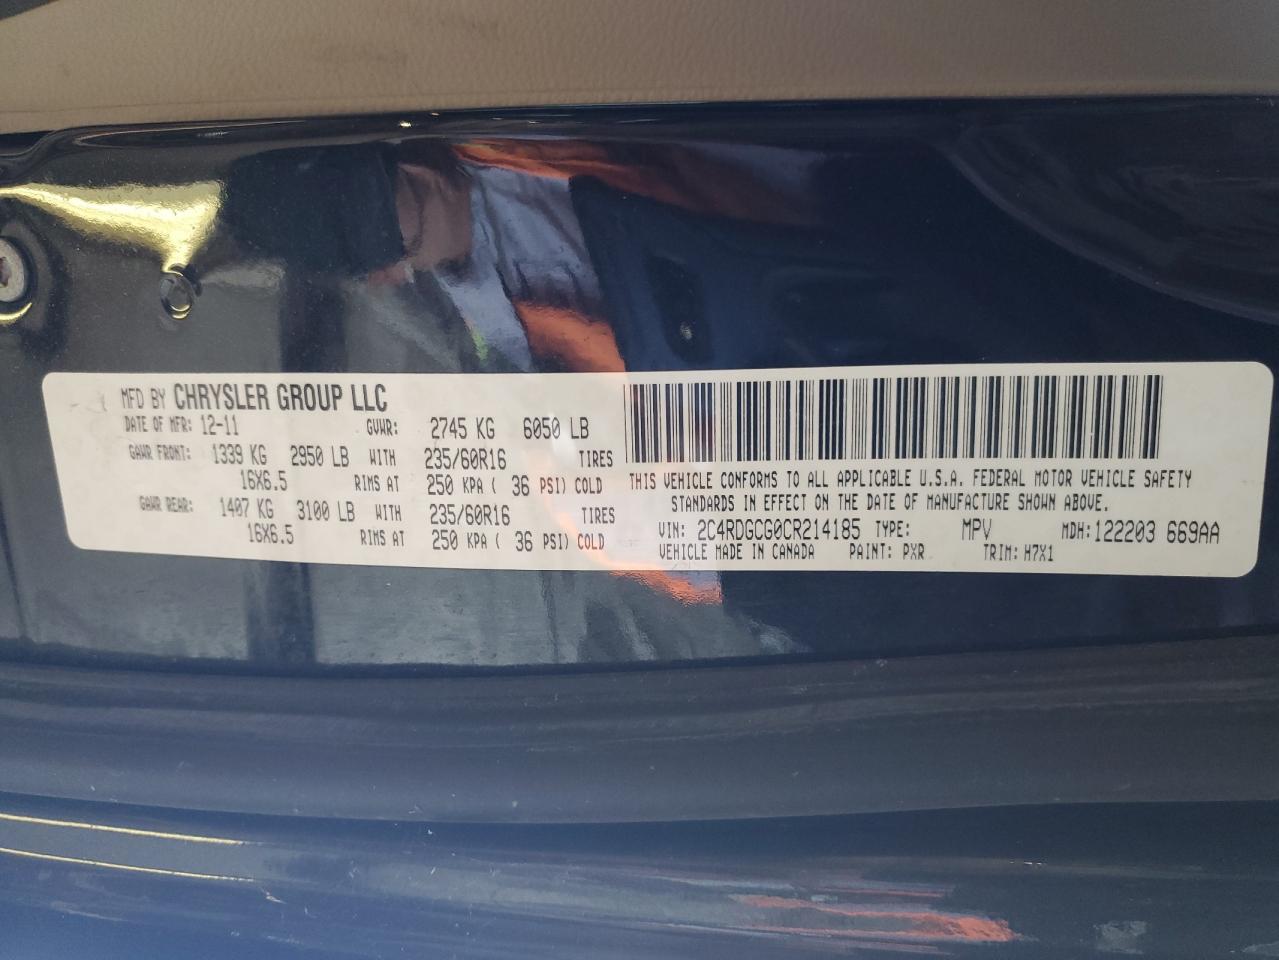 MFD BY CHRYSLER GROUP LLC
DATE OF MFR: 12-11 GVWR: 2745 KG 6050 LB
GAWR FRONT: 1339 KG 2950 LB WITH 235/60R16 TIRES
16X6.5 RIMS AT 250 KPA ( 36 PSI) COLD
GAWR REAR: 1407 KG 3100 LB WITH 235/60R16 TIRES
16X6.5 RIMS AT 250 KPA ( 36 PSI) COLD
THIS VEHICLE CONFORMS TO ALL APPLICABLE U.S.A. FEDERAL MOTOR VEHICLE SAFETY
STANDARDS IN EFFECT ON THE DATE OF MANUFACTURE SHOWN ABOVE.
VIN: 2C4RDGCG0CR214185 TYPE: MPV MDH: 122203 669AA
VEHICLE MADE IN CANADA PAINT: PXR TRIM: H7X1